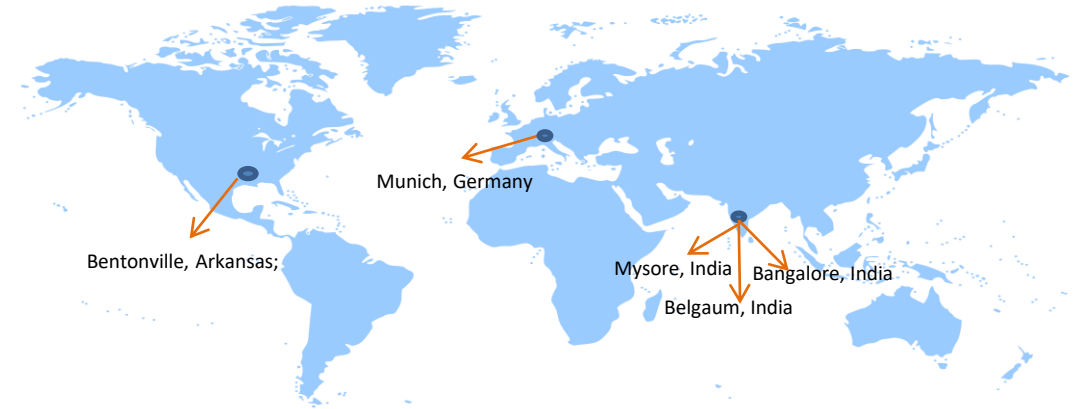 Munich, Germany
Bentonville, Arkansas;
Mysore, India
Bangalore, India
Belgaum, India